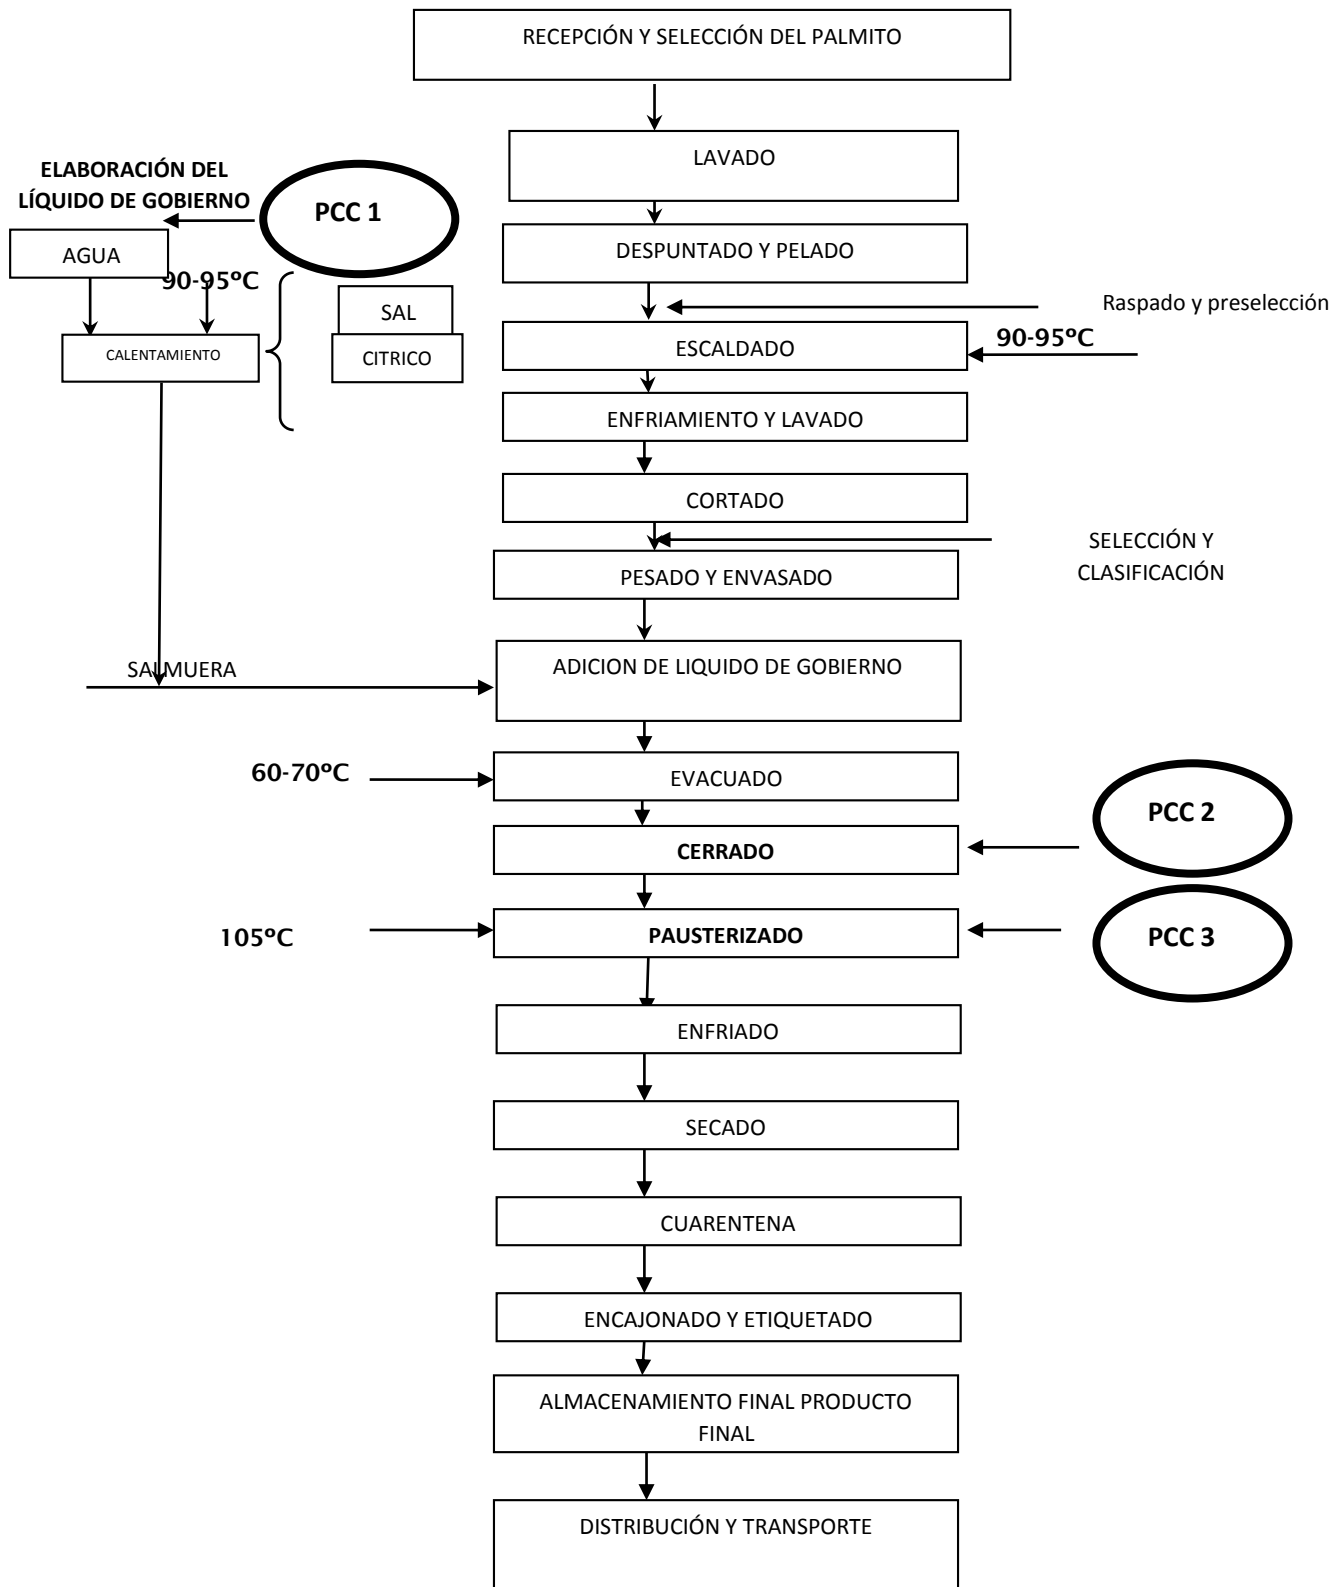 RECEPCIÓN Y SELECCIÓN DEL PALMITO
LAVADO
ELABORACIÓN DEL
LÍQUIDO DE GOBIERNO
PCC 1
AGUA
90-95ºC
SAL
CALENTAMIENTO
CITRICO
DESPUNTADO Y PELADO
Raspado y preselección
ESCALDADO
90-95ºC
ENFRIAMIENTO Y LAVADO
CORTADO
SELECCIÓN Y
CLASIFICACIÓN
PESADO Y ENVASADO
SALMUERA
ADICION DE LIQUIDO DE GOBIERNO
60-70ºC
EVACUADO
PCC 2
CERRADO
105ºC
PAUSTERIZADO
PCC 3
ENFRIADO
SECADO
CUARENTENA
ENCAJONADO Y ETIQUETADO
ALMACENAMIENTO FINAL PRODUCTO
FINAL
DISTRIBUCIÓN Y TRANSPORTE